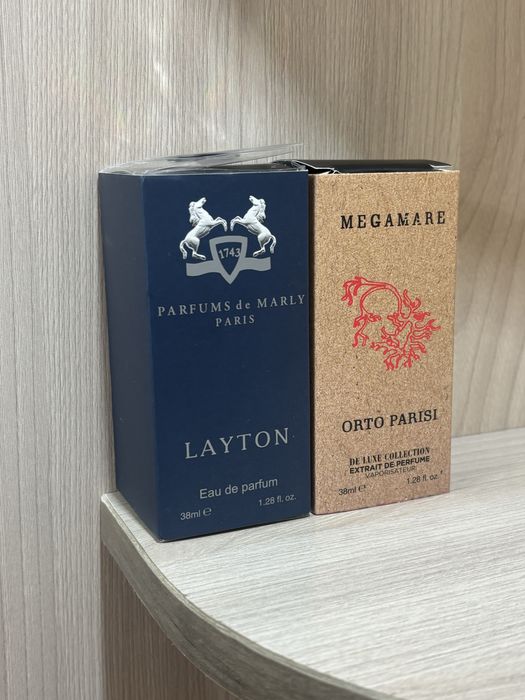 1743
PARFUMS de MARLY
PARIS
LAYTON
Eau de parfum
38ml ℮
1.28 fl. oz.
MEGAMARE
ORTO PARISI
DE LUXE COLLECTION
EXTRAIT DE PERFUME
VAPORISATEUR
38ml ℮
1.28 fl. oz.